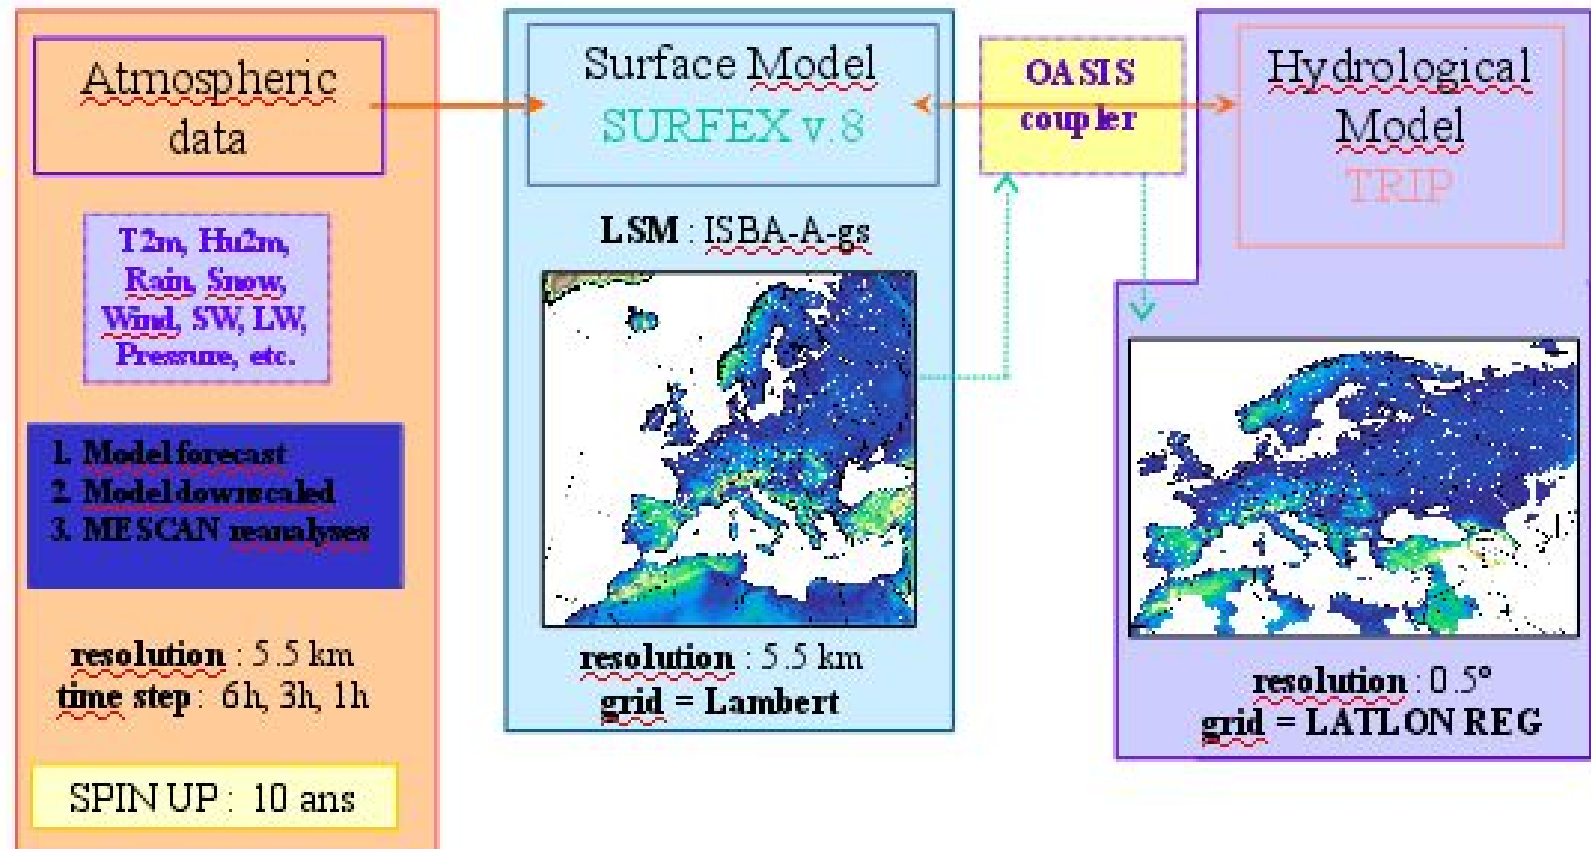 Atmospheric
data
T2m, Hu2m,
Rain, Snow,
Wind, SW, LW,
Pressure, etc.
1. Model forecast
2. Model downscaled
3. MESCAN reanalyses
resolution : 5.5 km
time step : 6h, 3h, 1h
SPIN UP : 10 ans
Surface Model
SURFEX v.8
LSM : ISBA-A-gs
resolution : 5.5 km
grid = Lambert
OASIS
coupler
Hydrological
Model
TRIP
resolution : 0.5°
grid = LATLON REG